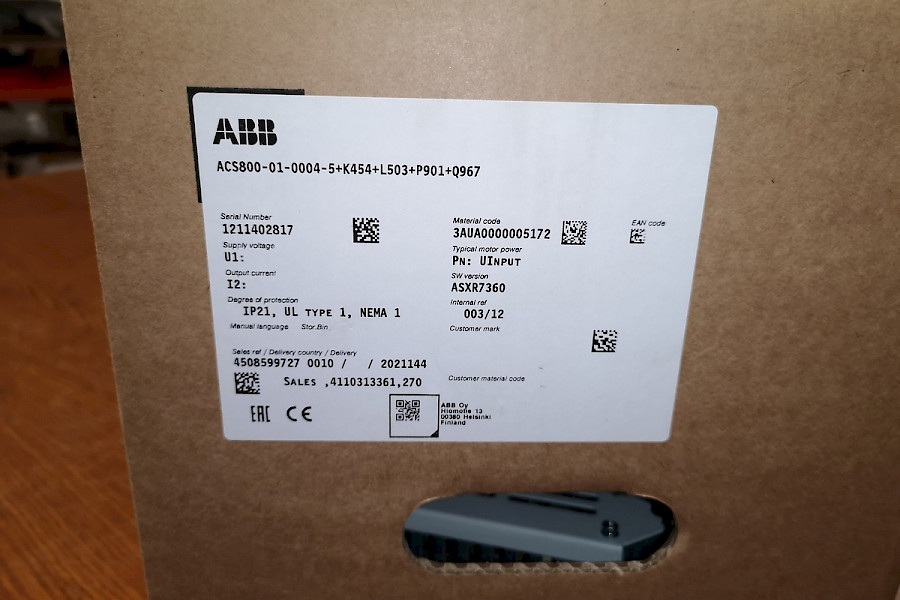 ABB
ACS800-01-0004-5+K454+L503+P901+Q967
Serial Number
1211402817
Supply voltage
U1:
Output current
I2:
Degree of protection
IP21, UL TYPE 1, NEMA 1
Manual language Stor.Bin
Sales ref / Delivery country / Delivery
4508599727 0010 / / 2021144
SALES ,4110313361,270
EAC CE
Material code
3AUA0000005172
Typical motor power
PN: UINPUT
SW version
ASXR7360
Internal ref
003/12
Customer mark
Customer material code
EAN code
ABB Oy
Hiomotie 13
00380 Helsinki
Finland